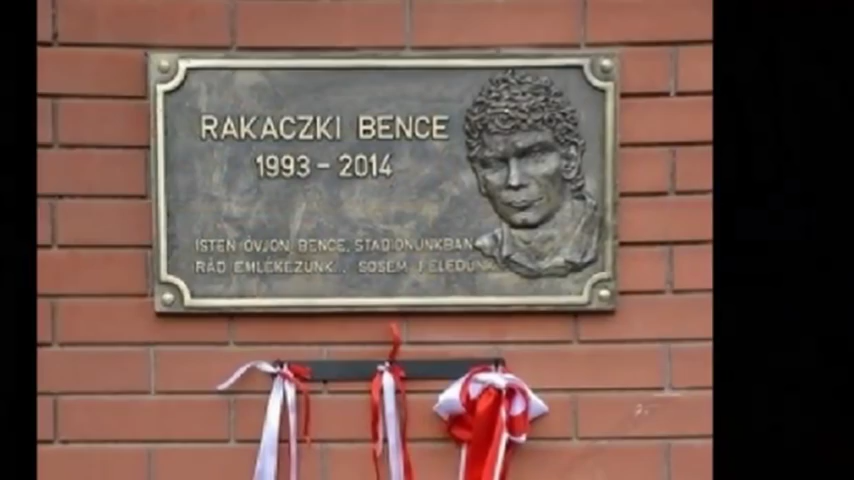 RAKACZKI BENCE
1993 - 2014
ISTEN ÓVJON, BENCE, STADIONUNKBAN
RÁD EMLÉKEZÜNK... SOSEM FELEDÜNK